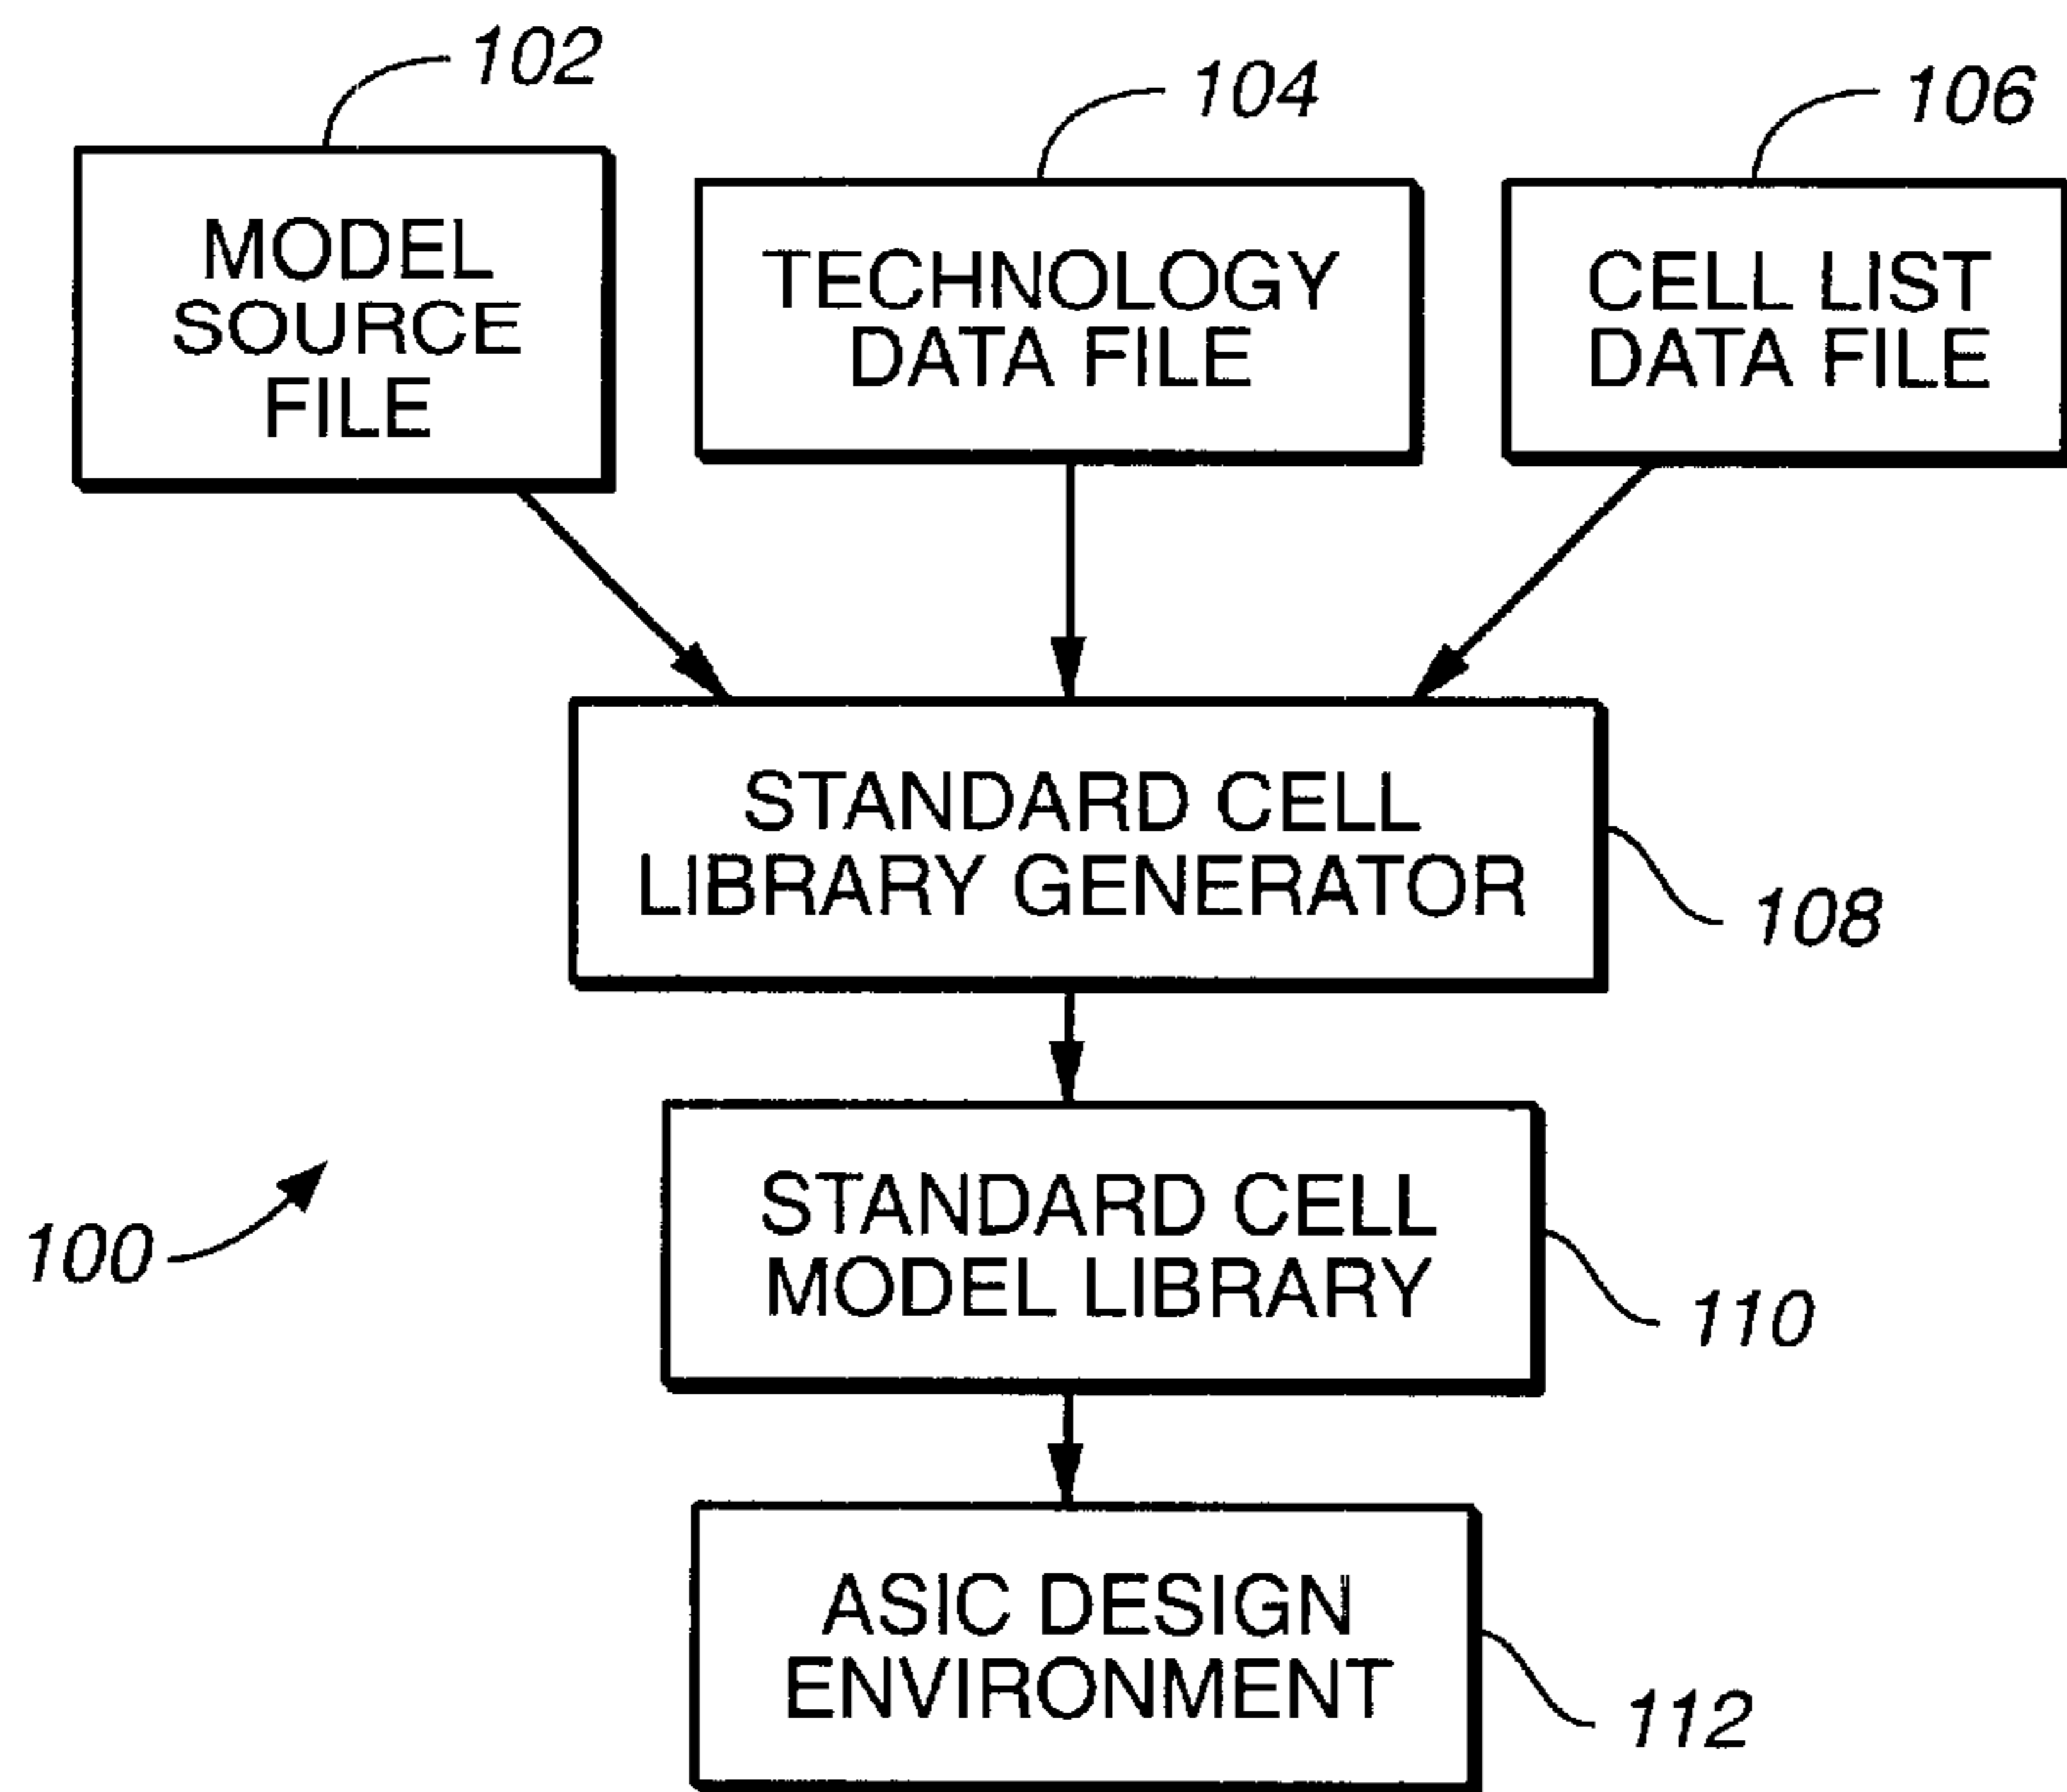 102
104
106
MODEL
SOURCE
FILE
TECHNOLOGY
DATA FILE
CELL LIST
DATA FILE
STANDARD CELL
LIBRARY GENERATOR
108
STANDARD CELL
MODEL LIBRARY
100
110
ASIC DESIGN
ENVIRONMENT
112